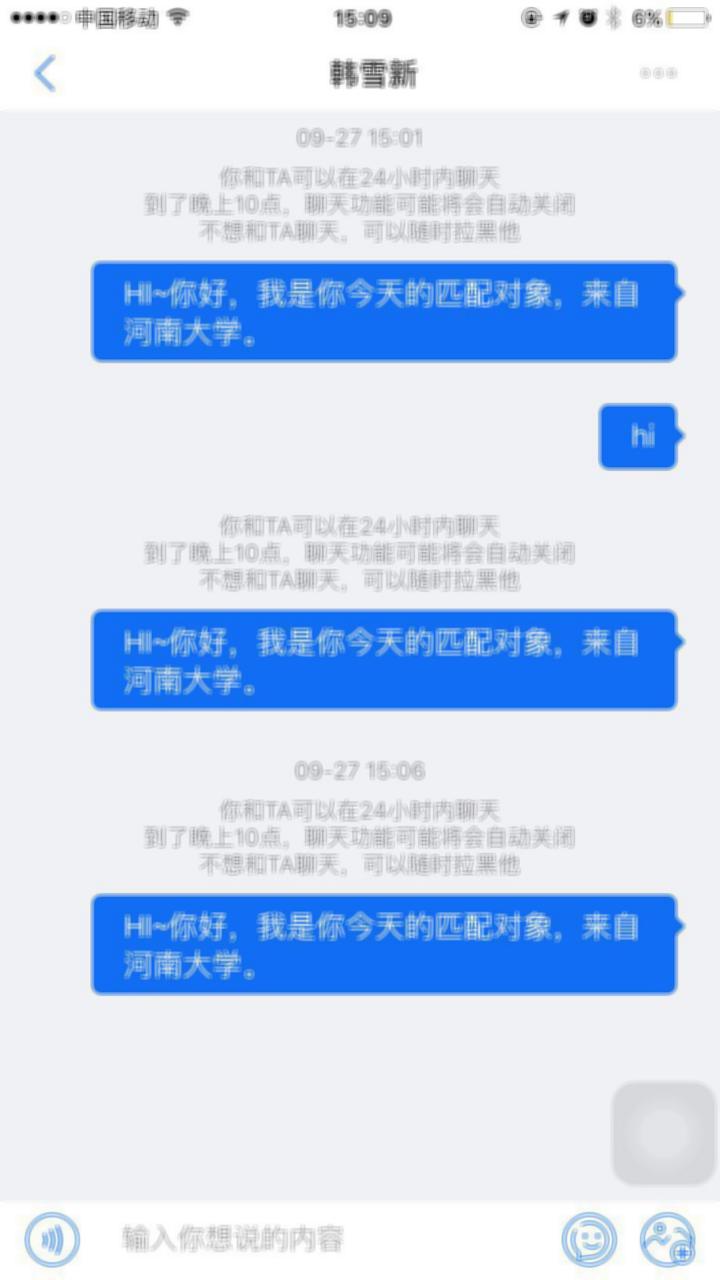 中国移动 15:09 6%
韩雪新
09-27 15:01
你和TA可以在24小时内聊天
到了晚上10点，聊天功能可能将会自动关闭
不想和TA聊天，可以随时拉黑他
HI~你好，我是你今天的匹配对象，来自
河南大学。
hi
你和TA可以在24小时内聊天
到了晚上10点，聊天功能可能将会自动关闭
不想和TA聊天，可以随时拉黑他
HI~你好，我是你今天的匹配对象，来自
河南大学。
09-27 15:06
你和TA可以在24小时内聊天
到了晚上10点，聊天功能可能将会自动关闭
不想和TA聊天，可以随时拉黑他
HI~你好，我是你今天的匹配对象，来自
河南大学。
输入你想说的内容